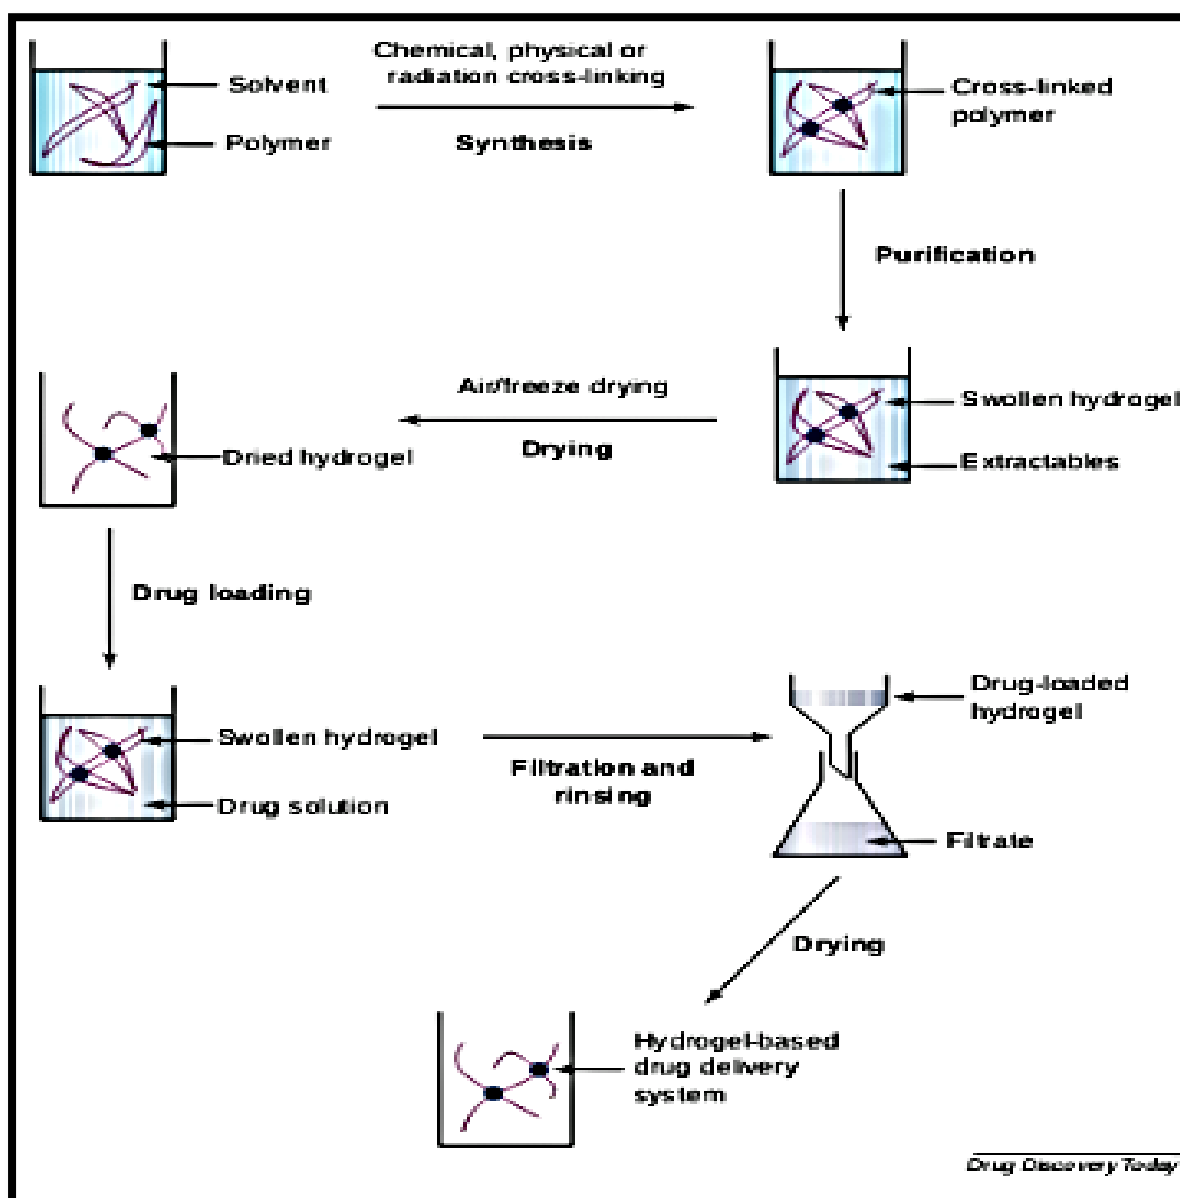 Solvent
Polymer
Chemical, physical or
radiation cross-linking
Synthesis
Cross-linked
polymer
Purification
Swollen hydrogel
Extractables
Air/freeze drying
Drying
Dried hydrogel
Drug loading
Swollen hydrogel
Drug solution
Filtration and
rinsing
Drug-loaded
hydrogel
Filtrate
Drying
Hydrogel-based
drug delivery
system
Drug Discovery Today